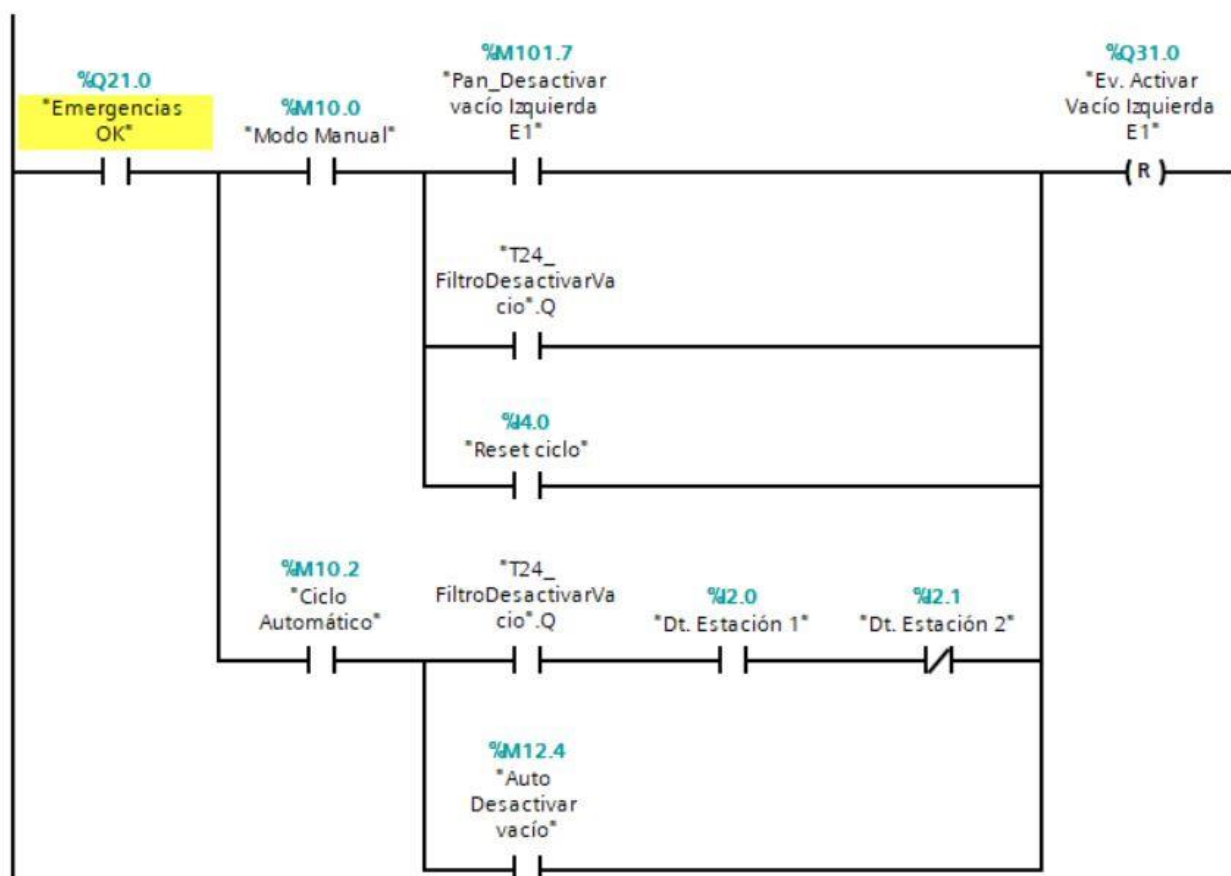 %M101.7
%Q31.0
%Q21.0
"Pan_Desactivar
"Ev. Activar
"Emergencias
%M10.0
vacío Izquierda
Vacío Izquierda
OK"
"Modo Manual"
E1"
E1"
( R )
"T24_
FiltroDesactivarVa
cio".Q
%I4.0
"Reset ciclo"
%M10.2
"T24_
"Ciclo
FiltroDesactivarVa
%I2.0
%I2.1
Automático"
cio".Q
"Dt. Estación 1"
"Dt. Estación 2"
%M12.4
"Auto
Desactivar
vacío"